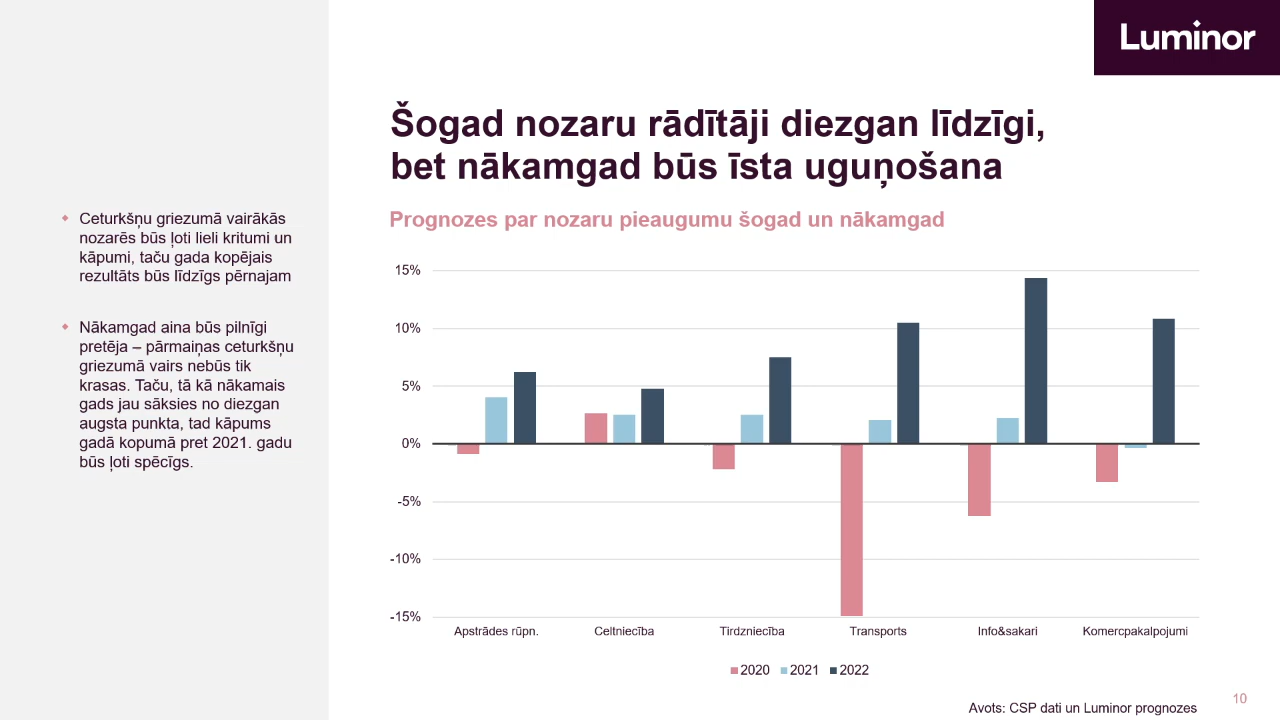 Luminor
Šogad nozaru rādītāji diezgan līdzīgi,
bet nākamgad būs īsta uguņošana
Prognozes par nozaru pieaugumu šogad un nākamgad
Ceturkšņu griezumā vairākās
nozarēs būs ļoti lieli kritumi un
kāpumi, taču gada kopējais
rezultāts būs līdzīgs pērnajam
Nākamgad aina būs pilnīgi
pretēja – pārmaiņas ceturkšņu
griezumā vairs nebūs tik
krasas. Taču, tā kā nākamais
gads jau sāksies no diezgan
augsta punkta, tad kāpums
gadā kopumā pret 2021. gadu
būs ļoti spēcīgs.
15%
10%
5%
0%
-5%
-10%
-15%
Apstrādes rūpn. Celtniecība Tirdzniecība Transports Info&sakari Komercpakalpojumi
2020 2021 2022
Avots: CSP dati un Luminor prognozes
10